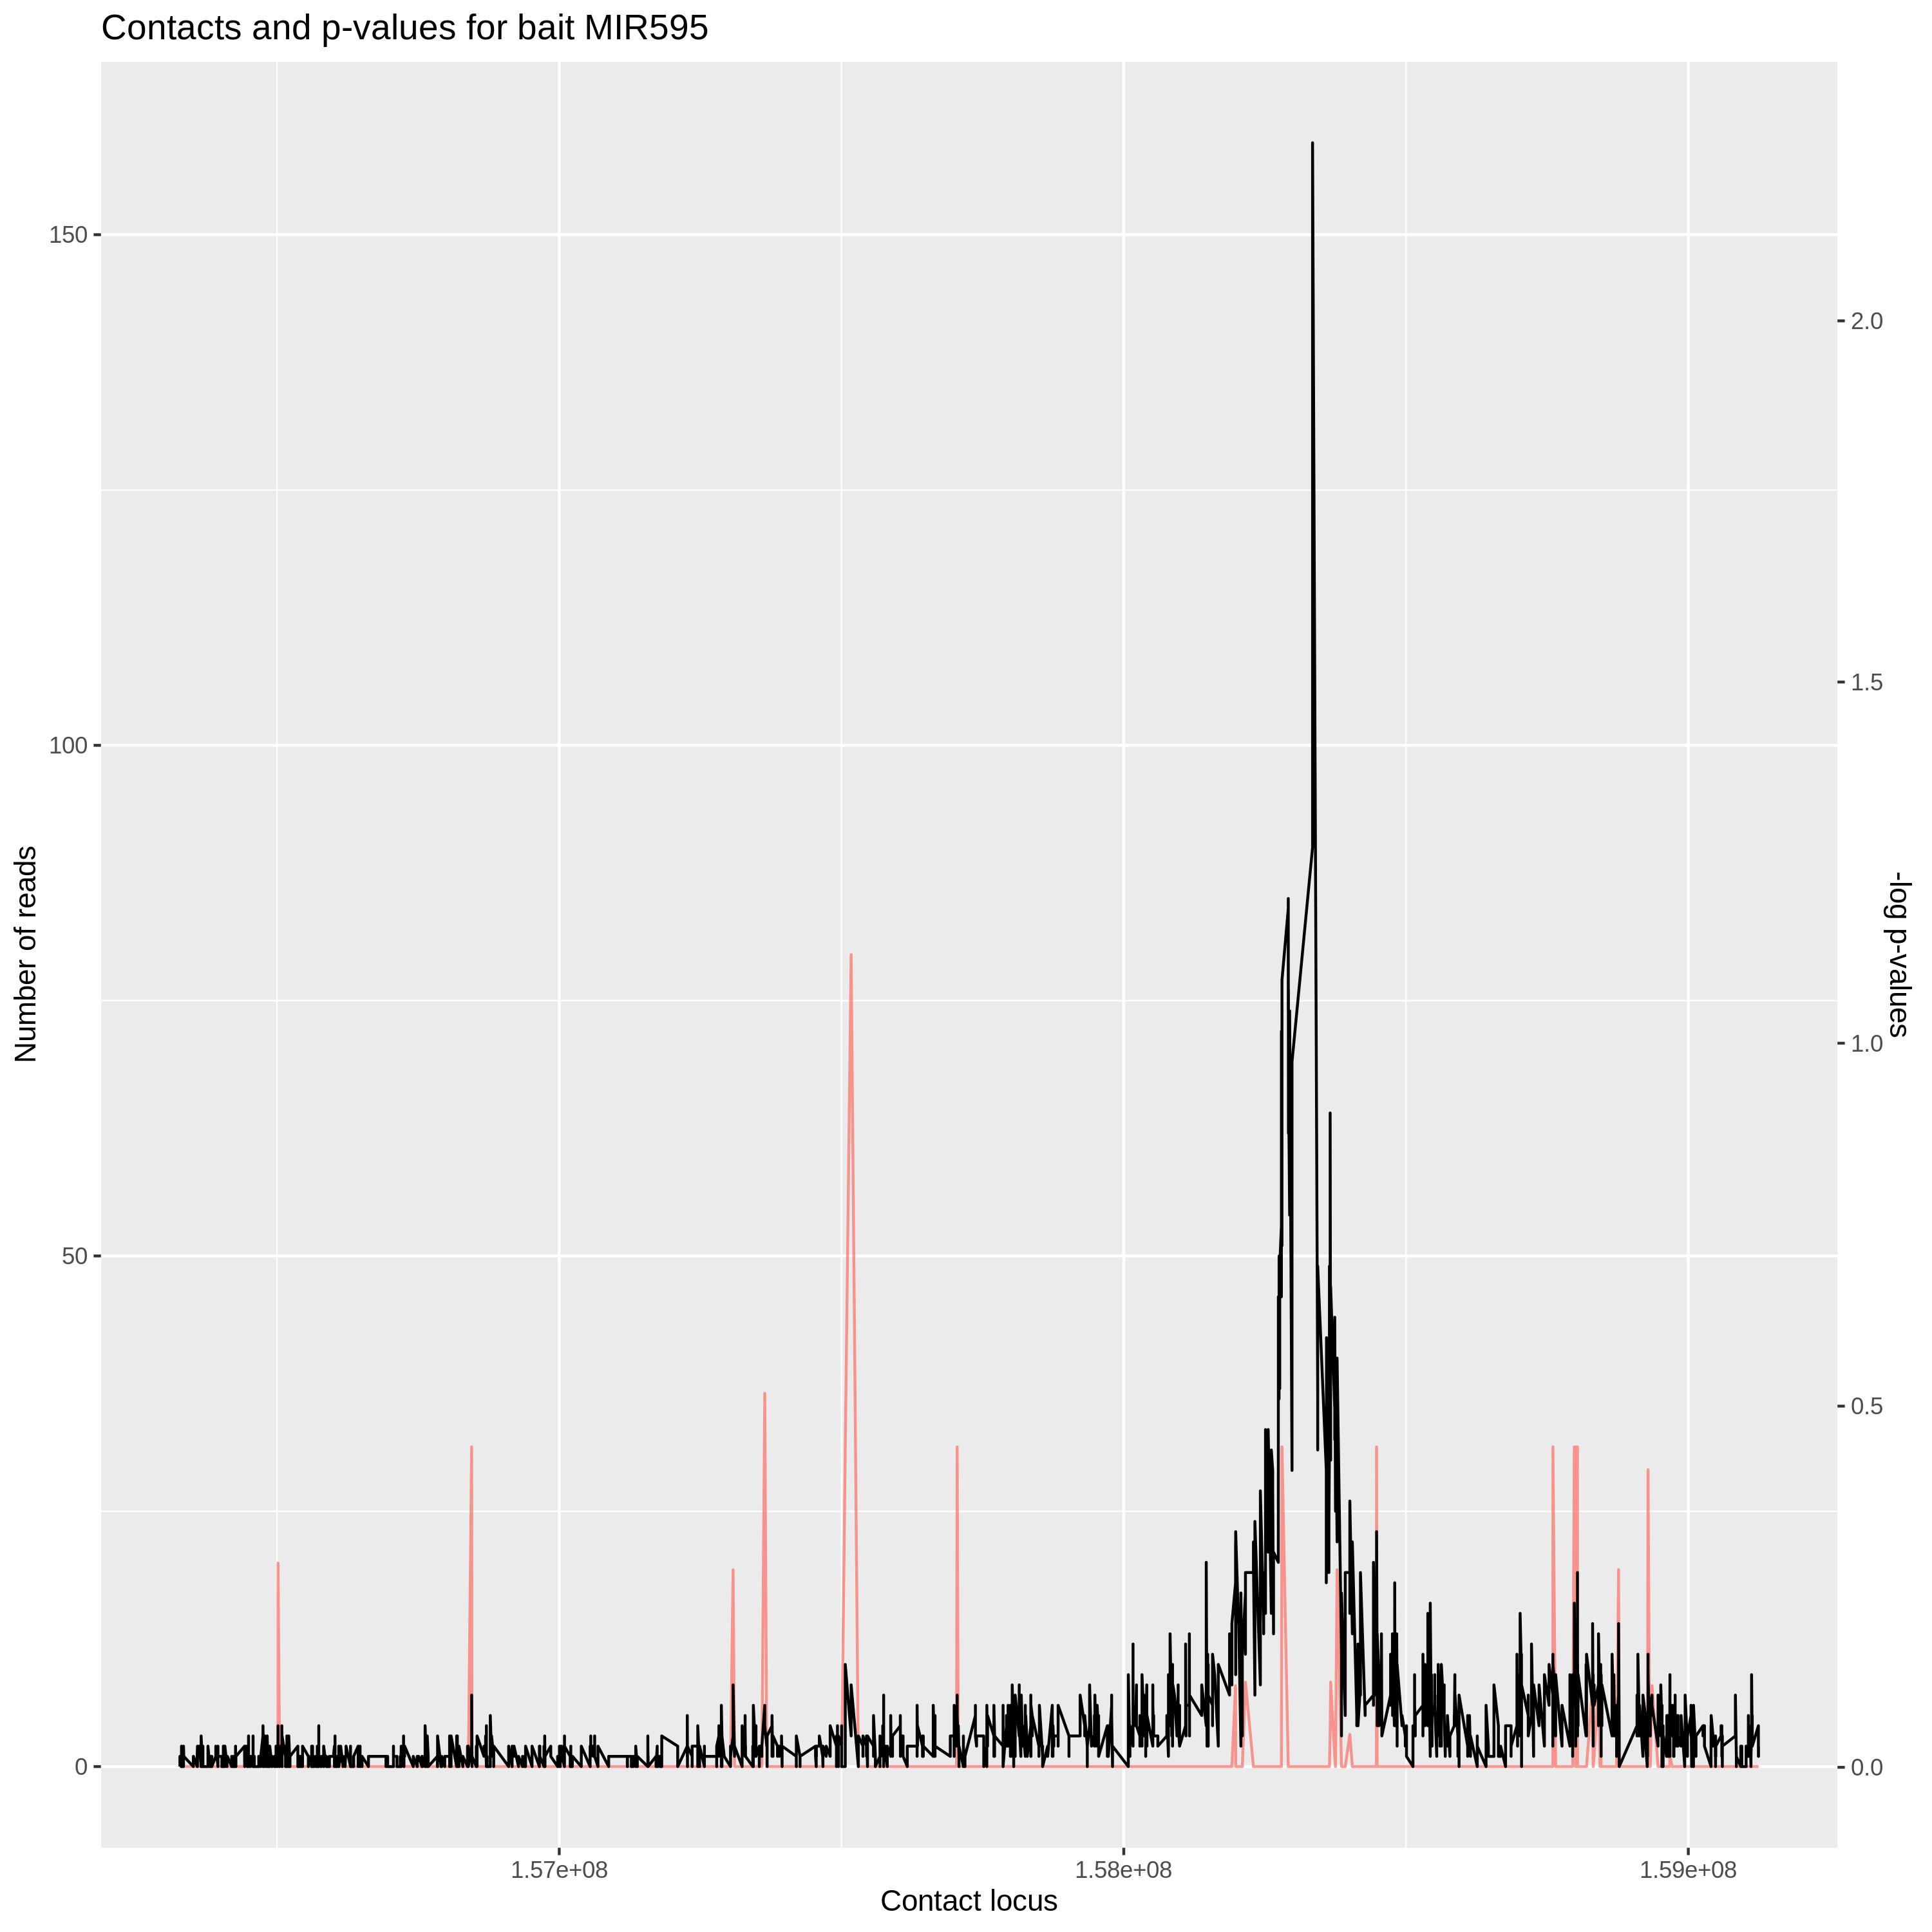 Contacts and p-values for bait MIR595
150
100
50
0
Number of reads
2.0
1.5
1.0
0.5
0.0
-log p-values
1.57e+08
1.58e+08
1.59e+08
Contact locus